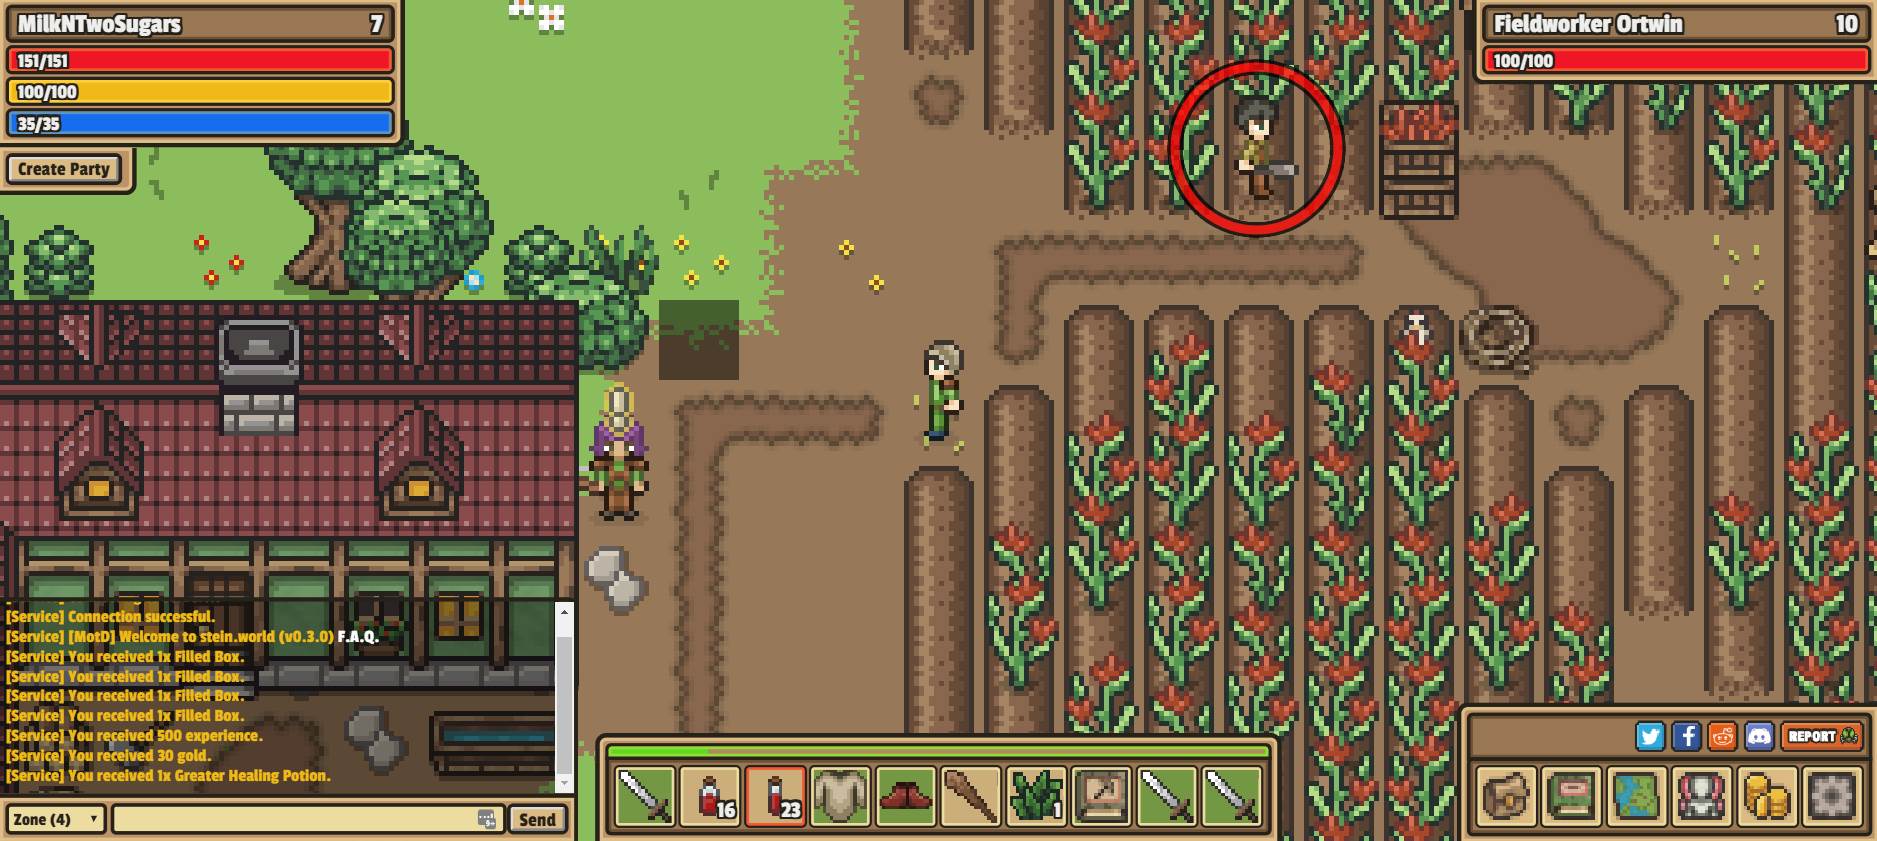 MilkNTwoSugars 7
151/151
100/100
35/35
Create Party
Fieldworker Ortwin 10
100/100
[Service] Connection successful.
[Service] [MotD] Welcome to stein.world (v0.3.0) F.A.Q.
[Service] You received 1x Filled Box.
[Service] You received 1x Filled Box.
[Service] You received 1x Filled Box.
[Service] You received 1x Filled Box.
[Service] You received 500 experience.
[Service] You received 30 gold.
[Service] You received 1x Greater Healing Potion.
Zone (4)
Send
16
23
1
REPORT